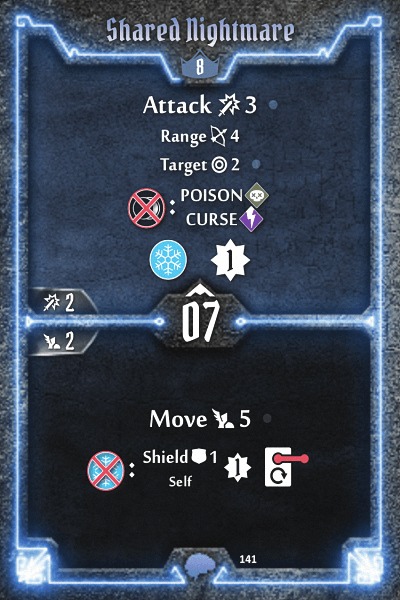 Shared Nightmare
8
Attack 3
Range 4
Target 2
: POISON
CURSE
1
2
07
2
Move 5
: Shield 1 1
Self
141